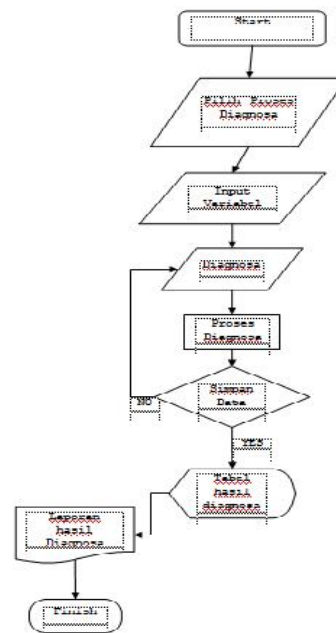 Start
Pilih Proses
Diagnosa
Input
Variabel
Diagnosa
Proses
Diagnosa
Simpan
Data
NO
YES
Tabel
hasil
diagnosa
Laporan
hasil
Diagnosa
Finish